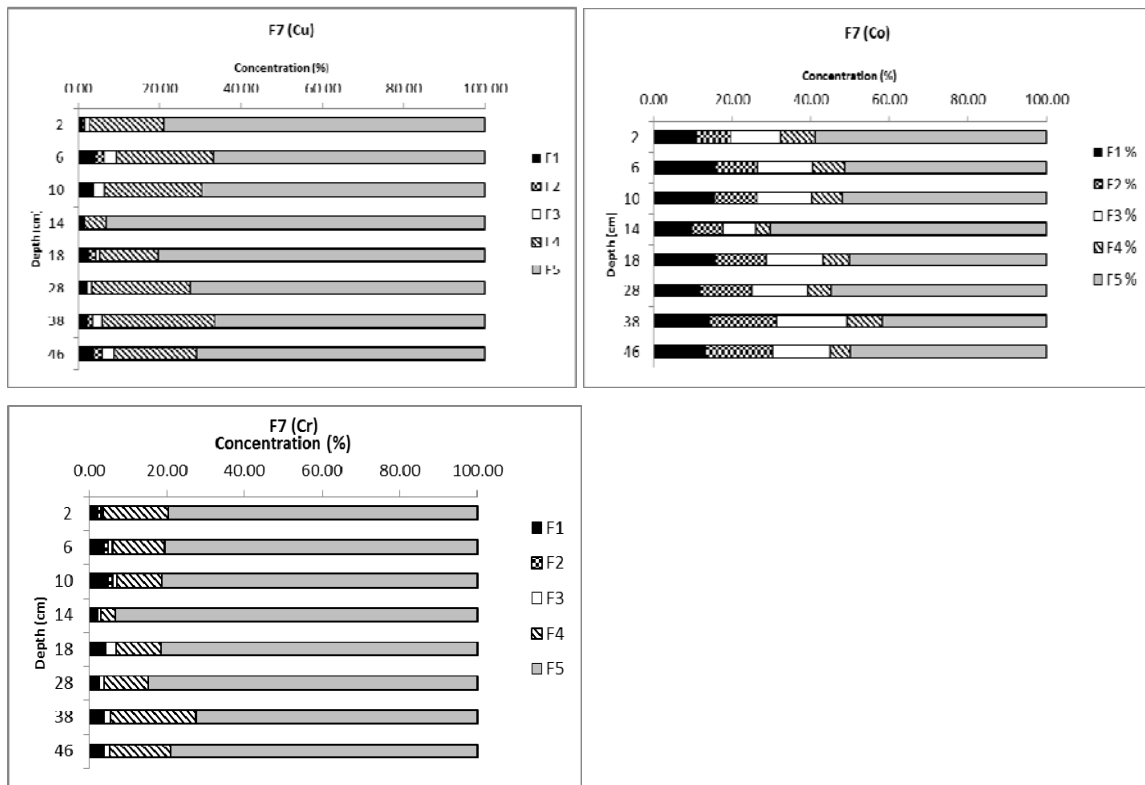 F7 (Cu)
Concentration (%)
0.00 20.00 40.00 60.00 80.00 100.00
Depth (cm)
2
6
10
14
18
28
38
46
F1
F2
F3
F4
F5
F7 (Co)
Concentration (%)
0.00 20.00 40.00 60.00 80.00 100.00
Depth (cm)
2
6
10
14
18
28
38
46
F1 %
F2 %
F3 %
F4 %
F5 %
F7 (Cr)
Concentration (%)
0.00 20.00 40.00 60.00 80.00 100.00
Depth (cm)
2
6
10
14
18
28
38
46
F1
F2
F3
F4
F5